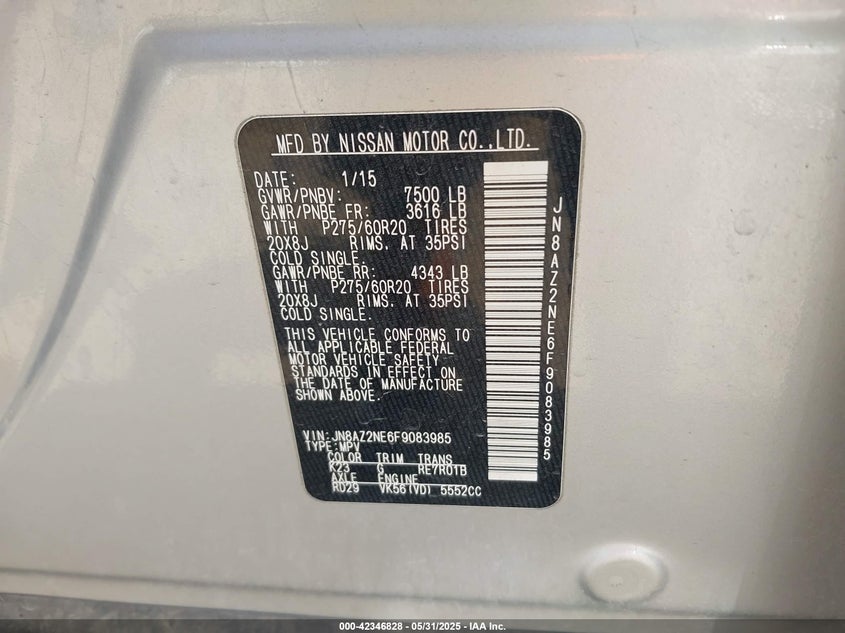 MFD BY NISSAN MOTOR CO.,LTD.
DATE: 1/15
GVWR/PNBV: 7500 LB
GAWR/PNBE FR: 3616 LB
WITH P275/60R20 TIRES
20X8J RIMS. AT 35PSI
COLD SINGLE.
GAWR/PNBE RR: 4343 LB
WITH P275/60R20 TIRES
20X8J RIMS. AT 35PSI
COLD SINGLE.
THIS VEHICLE CONFORMS TO
ALL APPLICABLE FEDERAL
MOTOR VEHICLE SAFETY
STANDARDS IN EFFECT ON
THE DATE OF MANUFACTURE
SHOWN ABOVE.
VIN:JN8AZ2NE6F9083985
TYPE:MPV
COLOR TRIM TRANS
K23 G RE7R01B
AXLE ENGINE
RD29 VK56(VD) 5552CC
JN8AZ2NE6F9083985
000-42346828 - 05/31/2025 - IAA Inc.